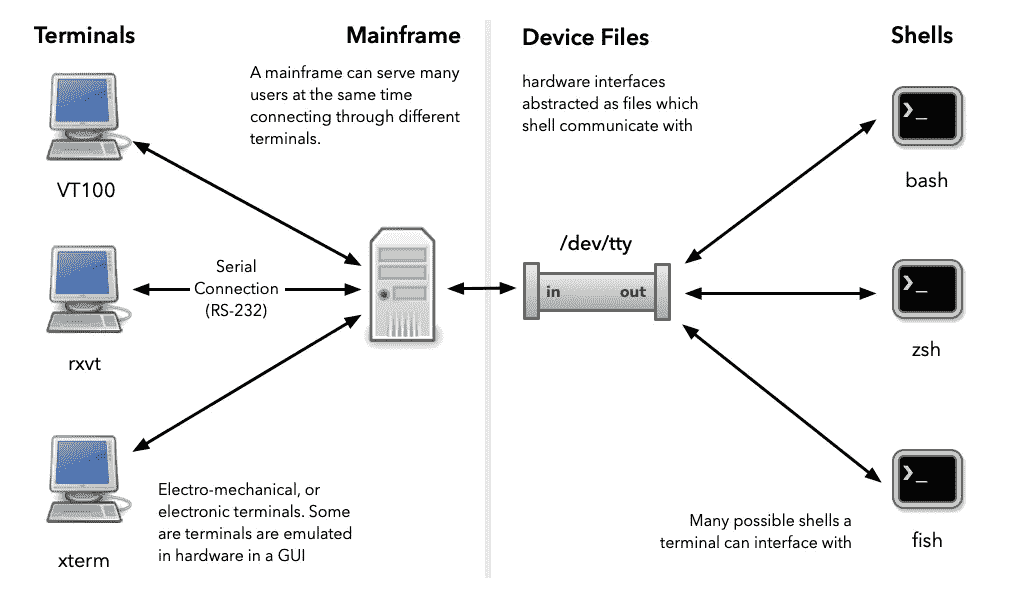 Terminals
Mainframe
Device Files
Shells
A mainframe can serve many
users at the same time
connecting through different
terminals.
hardware interfaces
abstracted as files which
shell communicate with
VT100
bash
/dev/tty
in
out
Serial
Connection
(RS-232)
rxvt
zsh
Electro-mechanical, or
electronic terminals. Some
are terminals are emulated
in hardware in a GUI
xterm
Many possible shells a
terminal can interface with
fish